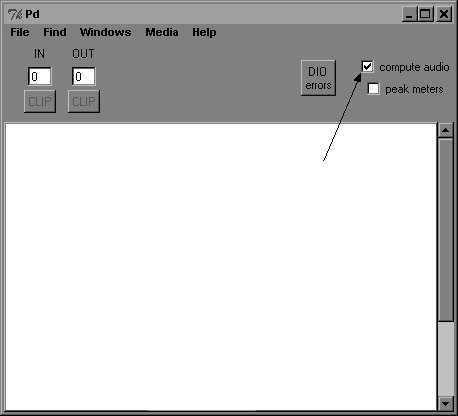 Pd
File Find Windows Media Help
IN OUT
0 0
CLIP CLIP
DIO
errors
compute audio
peak meters